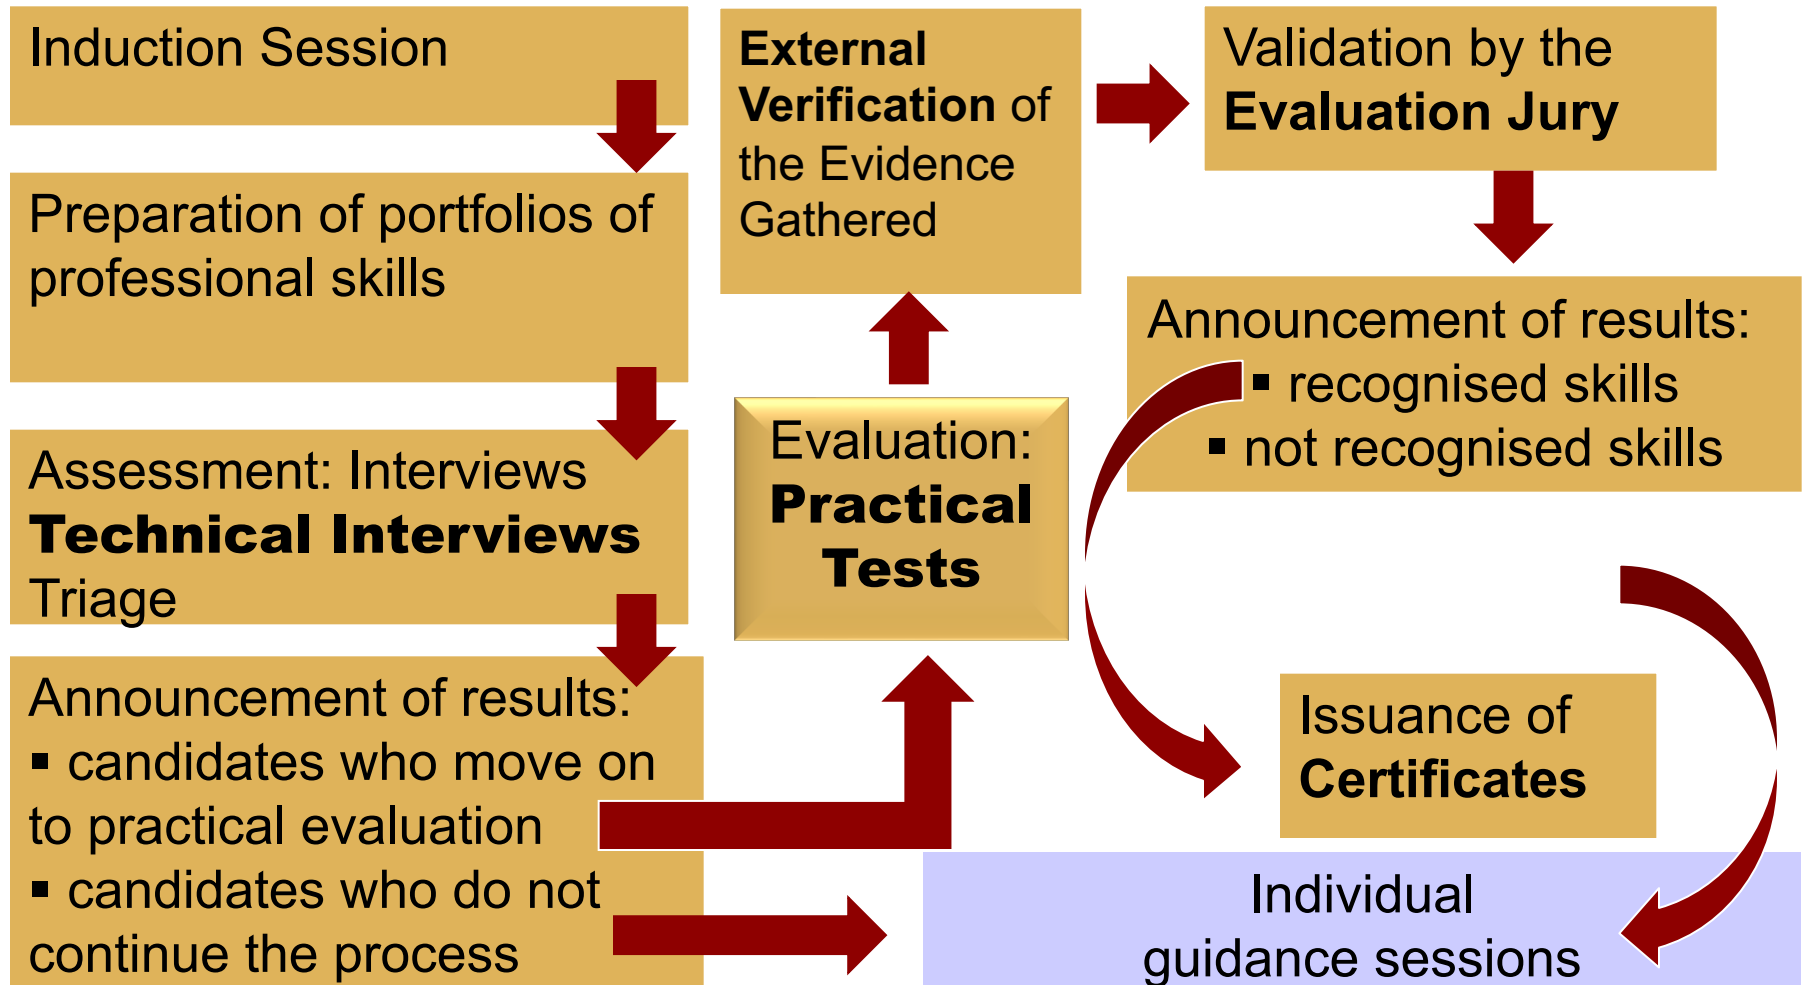 Induction Session
Preparation of portfolios of
professional skills
Assessment: Interviews
Technical Interviews
Triage
Announcement of results:
▪ candidates who move on
to practical evaluation
▪ candidates who do not
continue the process
External
Verification of
the Evidence
Gathered
Evaluation:
Practical
Tests
Validation by the
Evaluation Jury
Announcement of results:
▪ recognised skills
▪ not recognised skills
Issuance of
Certificates
Individual
guidance sessions